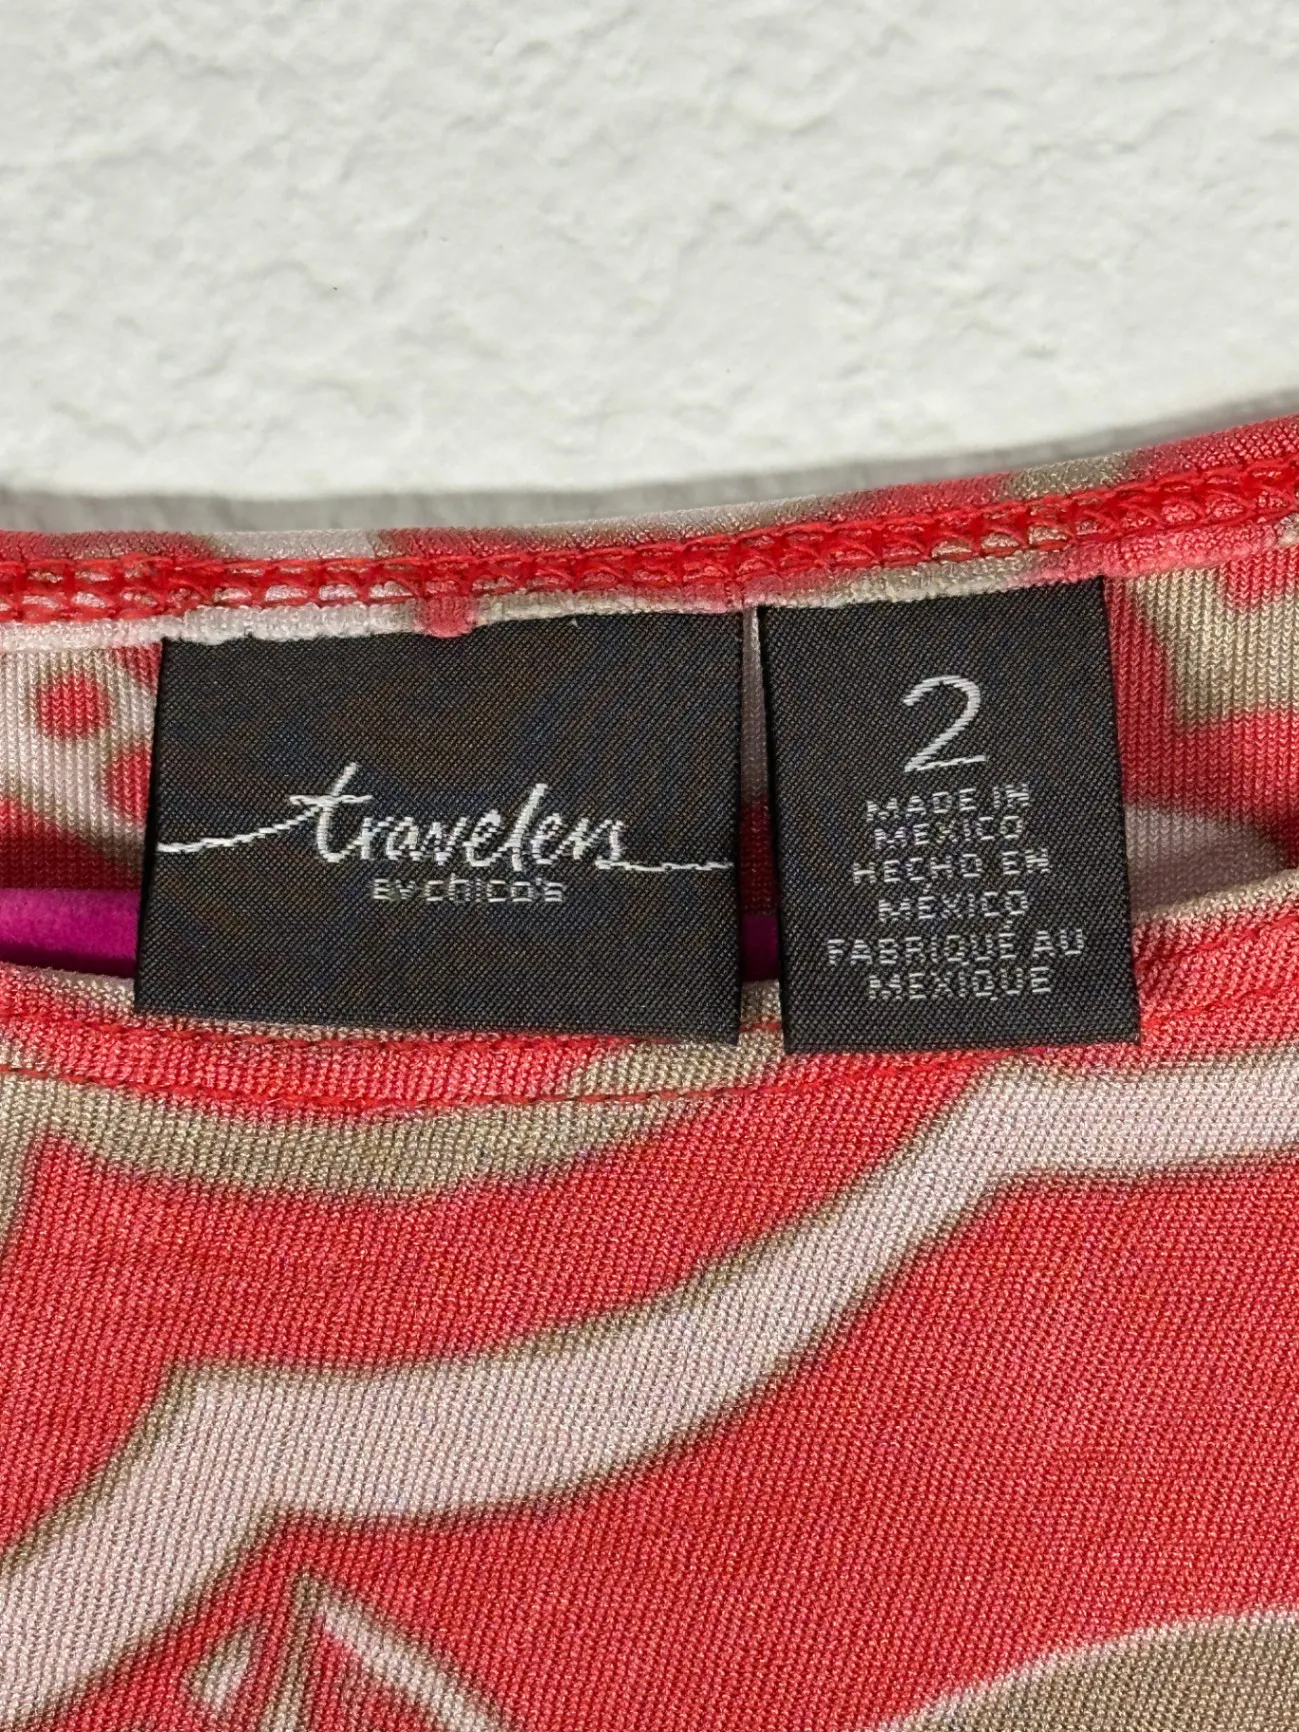 travelers
BY chico's
2
MADE IN
MEXICO
HECHO EN
MÉXICO
FABRIQUÉ AU
MEXIQUE